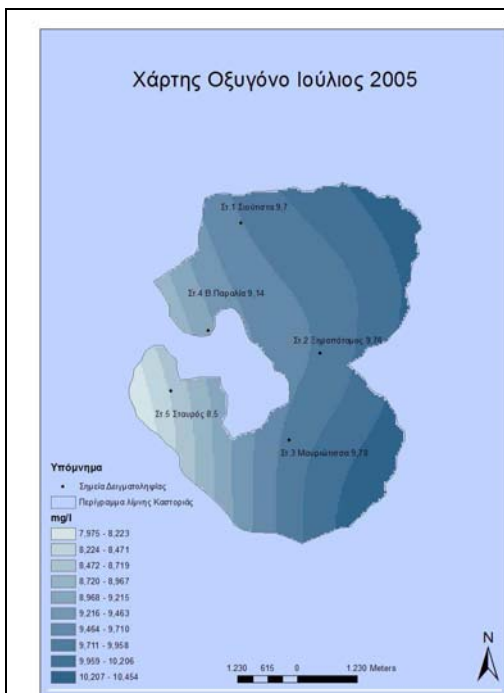 Χάρτης Οξυγόνο Ιούλιος 2005
Στ.1 Σιούπιστα 9,7
Στ.4 Β.Παραλία 9,14
Στ.2 Ξηροπόταμος
Στ.5 Σταυρός 8,5
Στ.3 Μαυριώτισσα 9,78
Υπόμνημα
Σημεία Δειγματοληψίας
Περίγραμμα λίμνης Καστοριάς
mg/l
7,975 - 8,223
8,224 - 8,471
8,472 - 8,719
8,720 - 8,967
8,968 - 9,215
9,216 - 9,463
9,464 - 9,710
9,711 - 9,958
9,959 - 10,206
10,207 - 10,454
N
1.230 615 0 1.230 Meters